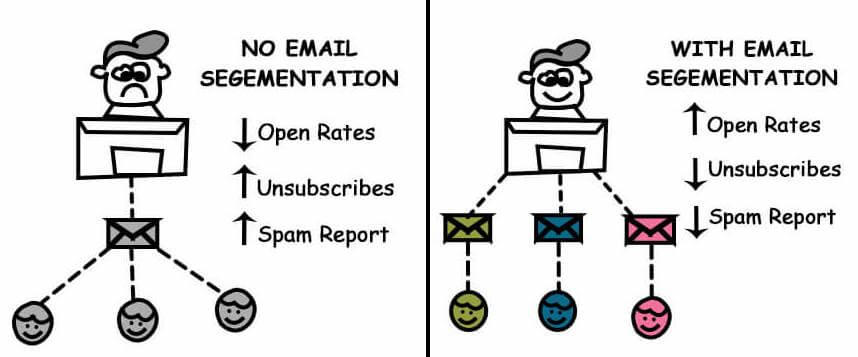 NO EMAIL
SEGEMENTATION
↓ Open Rates
↑ Unsubscribes
↑ Spam Report
WITH EMAIL
SEGEMENTATION
↑ Open Rates
↓ Unsubscribes
↓ Spam Report